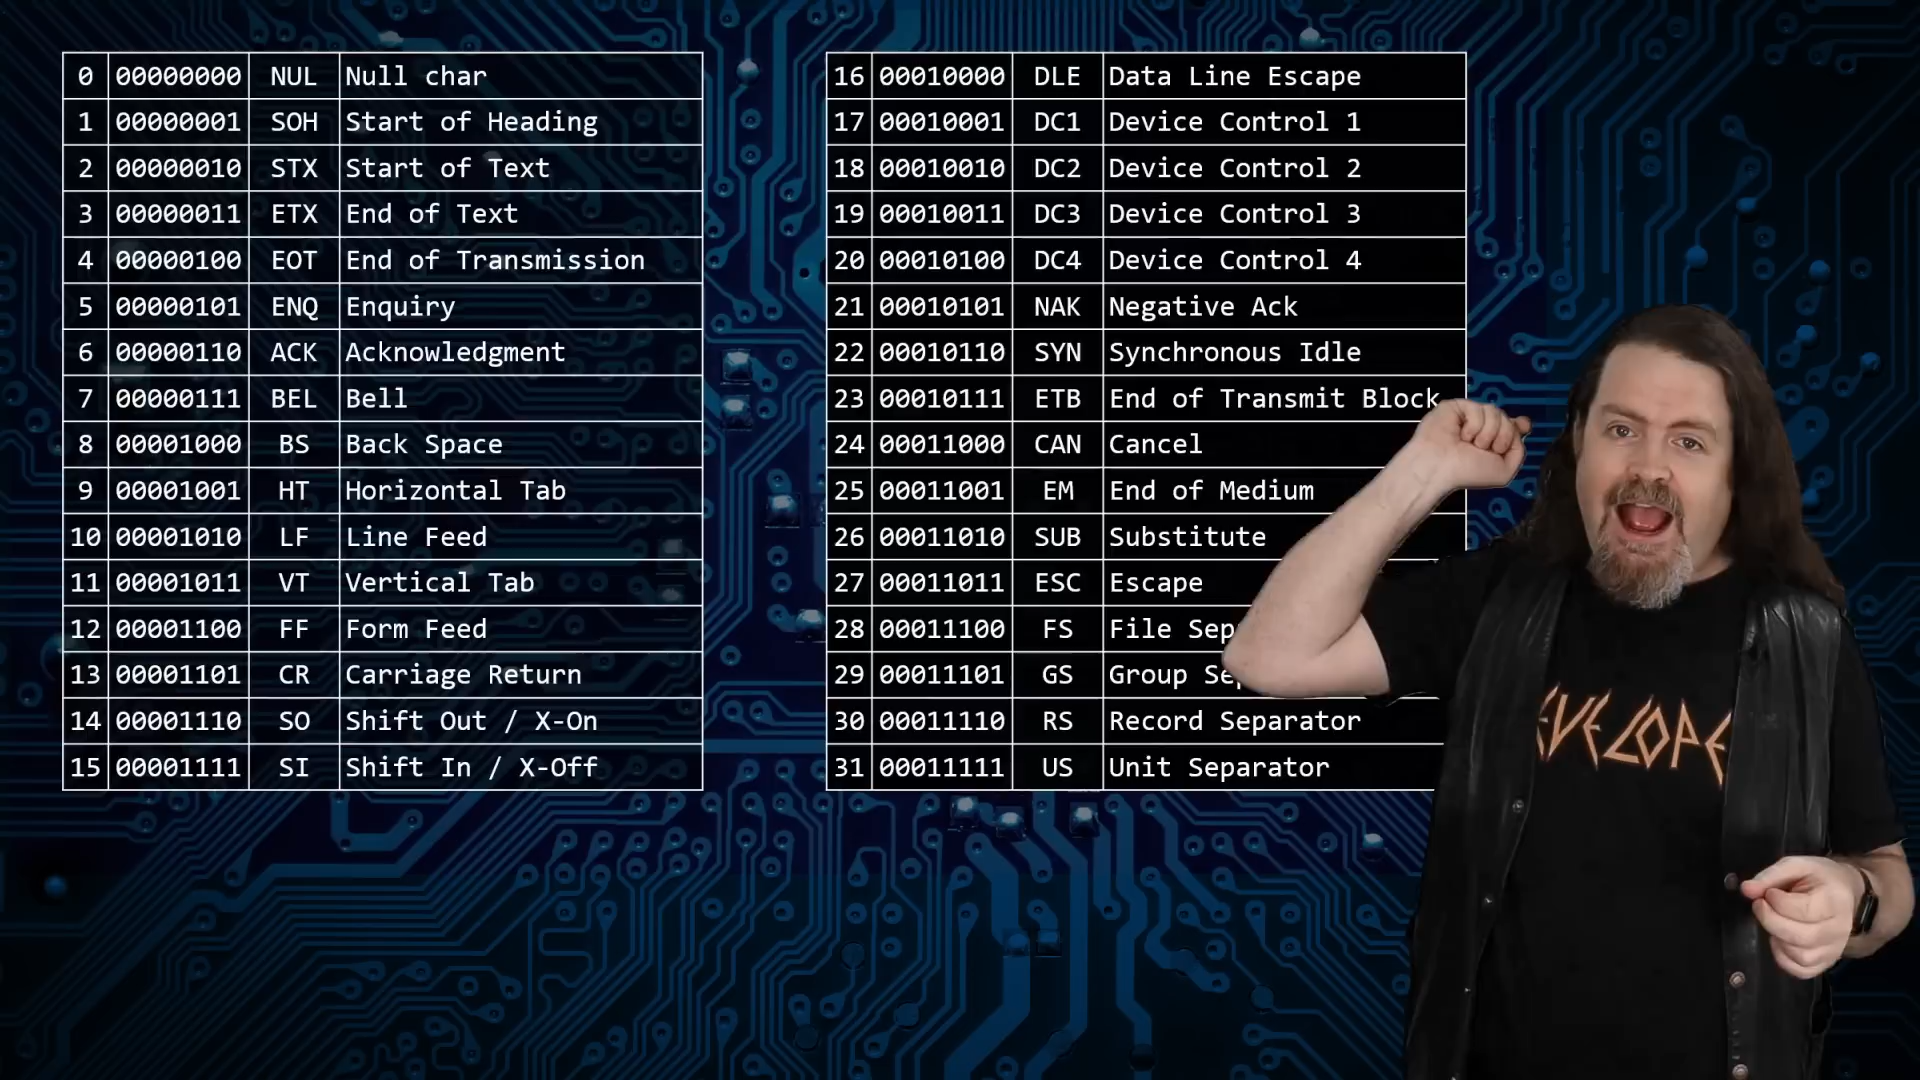 0 00000000 NUL Null char
1 00000001 SOH Start of Heading
2 00000010 STX Start of Text
3 00000011 ETX End of Text
4 00000100 EOT End of Transmission
5 00000101 ENQ Enquiry
6 00000110 ACK Acknowledgment
7 00000111 BEL Bell
8 00001000 BS Back Space
9 00001001 HT Horizontal Tab
10 00001010 LF Line Feed
11 00001011 VT Vertical Tab
12 00001100 FF Form Feed
13 00001101 CR Carriage Return
14 00001110 SO Shift Out / X-On
15 00001111 SI Shift In / X-Off
16 00010000 DLE Data Line Escape
17 00010001 DC1 Device Control 1
18 00010010 DC2 Device Control 2
19 00010011 DC3 Device Control 3
20 00010100 DC4 Device Control 4
21 00010101 NAK Negative Ack
22 00010110 SYN Synchronous Idle
23 00010111 ETB End of Transmit Block
24 00011000 CAN Cancel
25 00011001 EM End of Medium
26 00011010 SUB Substitute
27 00011011 ESC Escape
28 00011100 FS File Sep
29 00011101 GS Group Sep
30 00011110 RS Record Separator
31 00011111 US Unit Separator
EVELOPE